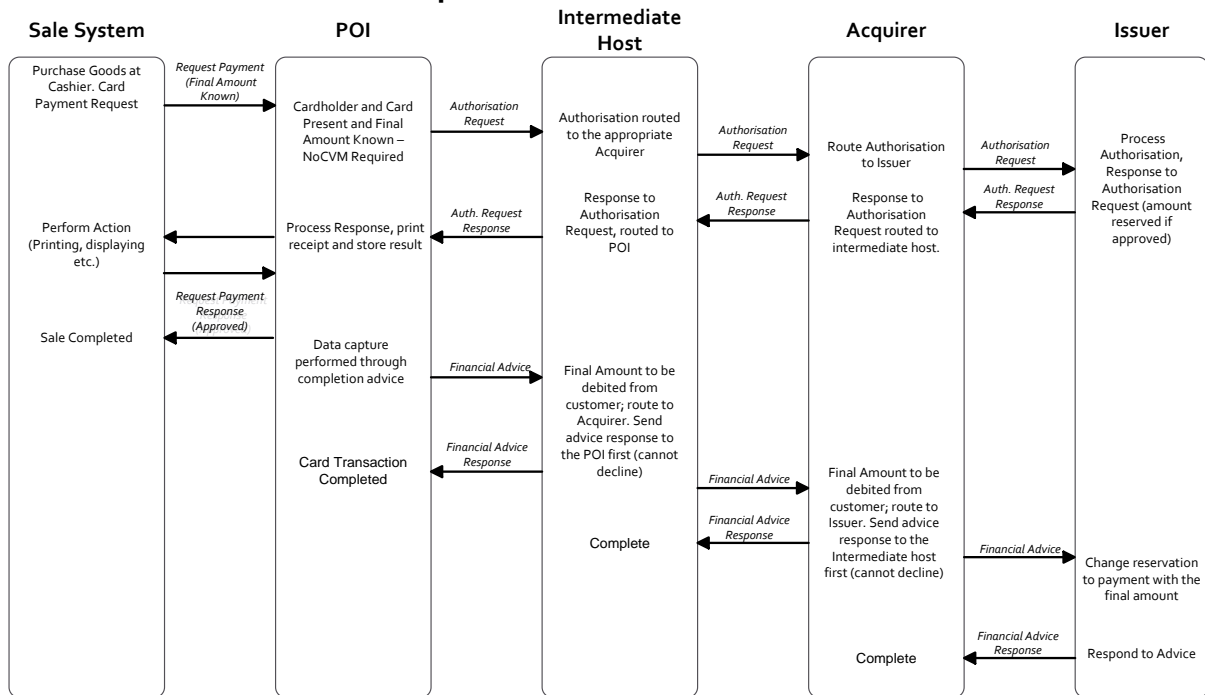 Sale System
POI
Intermediate
Host
Acquirer
Issuer
Purchase Goods at
Cashier. Card
Payment Request
Request Payment
(Final Amount
Known)
Cardholder and Card
Present and Final
Amount Known –
NoCVM Required
Authorisation
Request
Authorisation routed
to the appropriate
Acquirer
Authorisation
Request
Route Authorisation
to Issuer
Authorisation
Request
Process
Authorisation,
Response to
Authorisation
Request (amount
reserved if
approved)
Auth. Request
Response
Response to
Authorisation
Request routed to
intermediate host.
Auth. Request
Response
Response to
Authorisation
Request, routed to
POI
Auth. Request
Response
Process Response, print
receipt and store result
Perform Action
(Printing, displaying
etc.)
Request Payment
Response
(Approved)
Sale Completed
Data capture
performed through
completion advice
Financial Advice
Final Amount to be
debited from
customer; route to
Acquirer. Send
advice response to
the POI first (cannot
decline)
Financial Advice
Response
Card Transaction
Completed
Financial Advice
Final Amount to be
debited from
customer; route to
Issuer. Send advice
response to the
Intermediate host
first (cannot decline)
Financial Advice
Response
Complete
Financial Advice
Change reservation
to payment with the
final amount
Financial Advice
Response
Respond to Advice
Complete